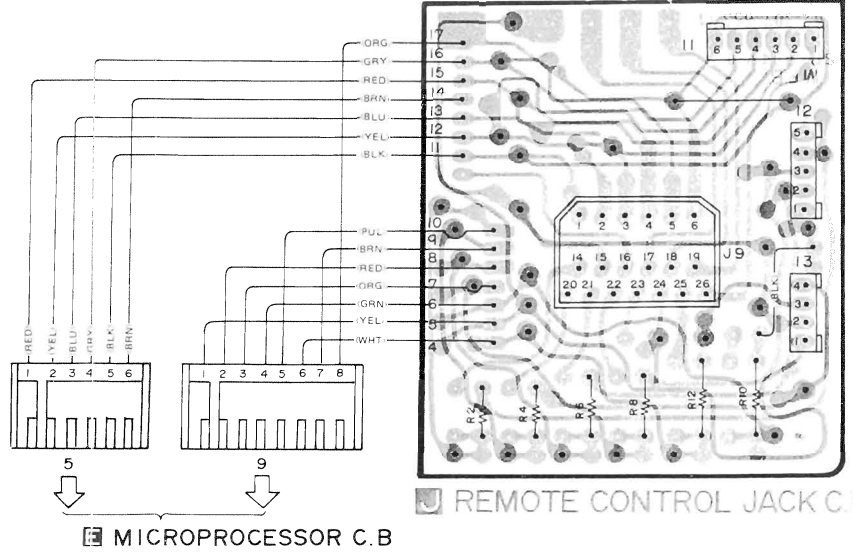 17
ORG
16
GRY
15
RED
14
BRN
13
BLU
12
YEL
11
BLK
11
6 5 4 3 2 1
12
5
4
3
2
1
10
PUL
9
BRN
8
RED
7
ORG
6
GRN
YEL
4
WHT
1 2 3 4 5 6
14 15 16 17 18 19
20 21 22 23 24 25 26
J9
13
(BLK)
4
3
2
1
(RED) (YEL) BLU GRY BLK BRN
1 2 3 4 5 6
1 2 3 4 5 6 7 8
R2 R4 R6 R8 R12 R10
5
9
E MICROPROCESSOR C.B
J REMOTE CONTROL JACK C.